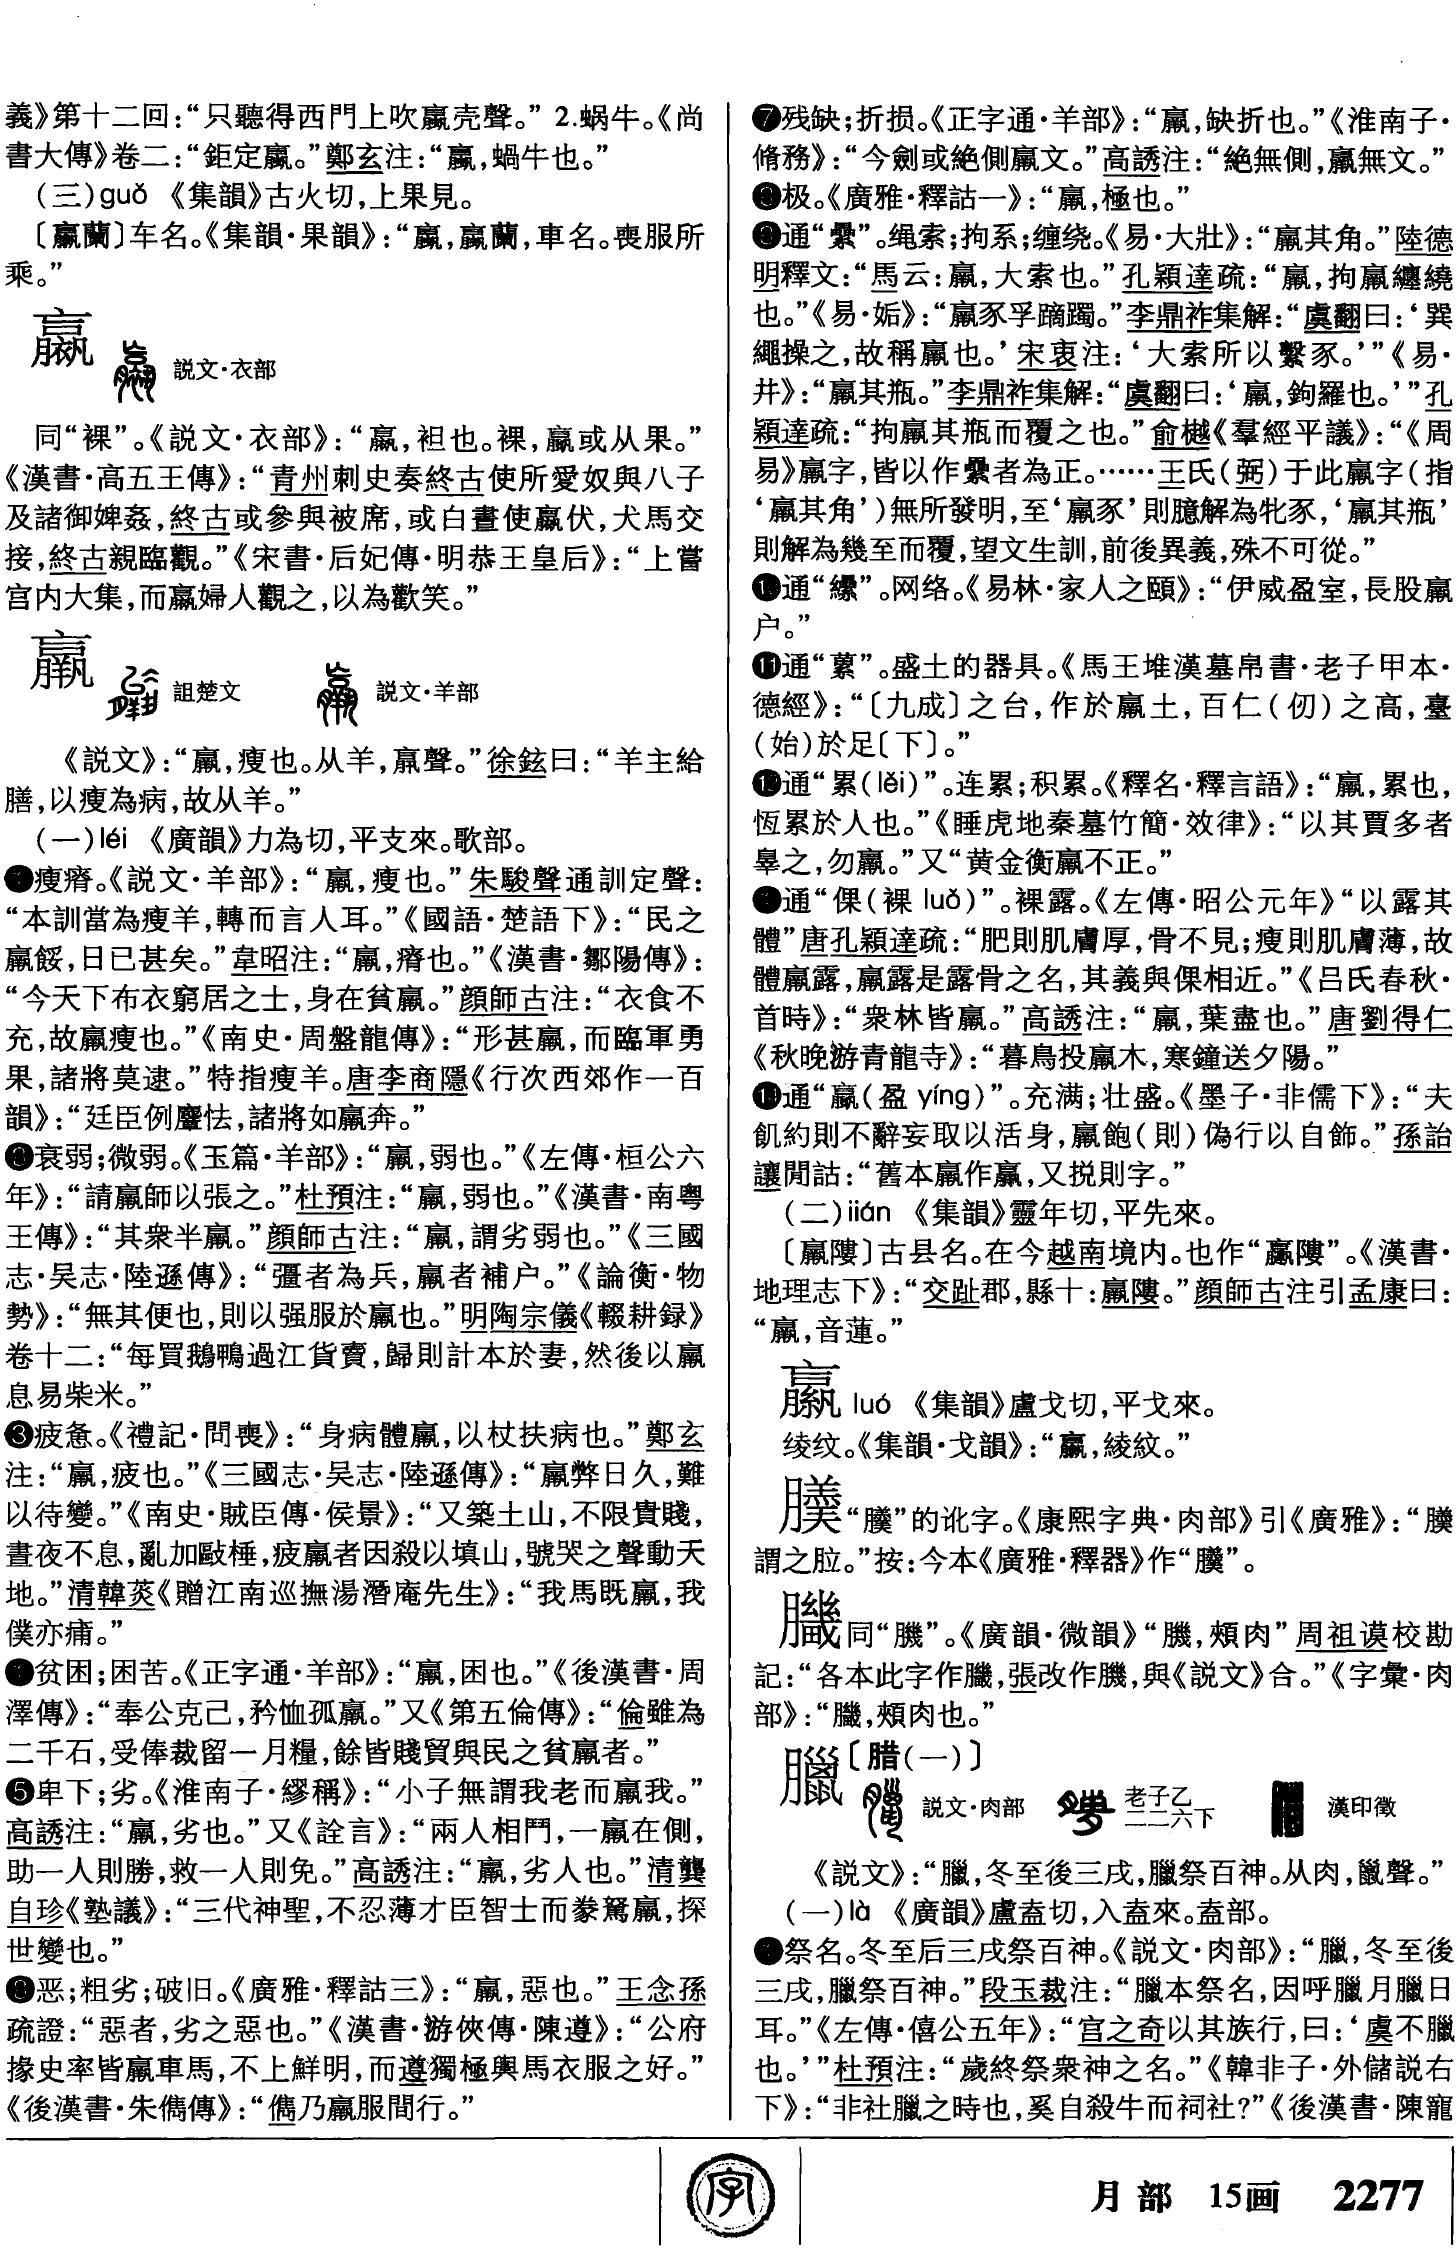 義》第十二回：“只聽得西門上吹蠃壳聲。” 2.蜗牛。《尚
書大傳》卷二：“鉅定蠃。”鄭玄注：“蠃，蝸牛也。”
（三）guǒ 《集韻》古火切，上果見。
〔蠃蘭〕车名。《集韻·果韻》：“蠃，蠃蘭，車名。喪服所
乘。”
臝 説文·衣部
同“裸”。《説文·衣部》：“臝，袒也。裸，臝或从果。”
《漢書·高五王傳》：“青州刺史奏終古使所愛奴與八子
及諸御婢姦，終古或參與被席，或白晝使臝伏，犬馬交
接，終古親臨觀。”《宋書·后妃傳·明恭王皇后》：“上嘗
宫内大集，而臝婦人觀之，以為歡笑。”
羸 詛楚文 説文·羊部
《説文》：“羸，瘦也。从羊，𣎆聲。”徐鉉曰：“羊主給
膳，以瘦為病，故从羊。”
（一）léi 《廣韻》力為切，平支來。歌部。
❶瘦瘠。《説文·羊部》：“羸，瘦也。”朱駿聲通訓定聲：
“本訓當為瘦羊，轉而言人耳。”《國語·楚語下》：“民之
羸餒，日已甚矣。”韋昭注：“羸，瘠也。”《漢書·鄒陽傳》：
“今天下布衣窮居之士，身在貧羸。”顔師古注：“衣食不
充，故羸瘦也。”《南史·周盤龍傳》：“形甚羸，而臨軍勇
果，諸將莫逮。”特指瘦羊。唐李商隱《行次西郊作一百
韻》：“廷臣例麞怯，諸將如羸奔。”
❷衰弱；微弱。《玉篇·羊部》：“羸，弱也。”《左傳·桓公六
年》：“請羸師以張之。”杜預注：“羸，弱也。”《漢書·南粤
王傳》：“其衆半羸。”顔師古注：“羸，謂劣弱也。”《三國
志·吴志·陸遜傳》：“彊者為兵，羸者補户。”《論衡·物
勢》：“無其便也，則以强服於羸也。”明陶宗儀《輟耕録》
卷十二：“每買鵝鴨過江貨賣，歸則計本於妻，然後以羸
息易柴米。”
❸疲惫。《禮記·問喪》：“身病體羸，以杖扶病也。”鄭玄
注：“羸，疲也。”《三國志·吴志·陸遜傳》：“羸弊日久，難
以待變。”《南史·賊臣傳·侯景》：“又築土山，不限貴賤，
晝夜不息，亂加毆棰，疲羸者因殺以填山，號哭之聲動天
地。”清韓菼《贈江南巡撫湯潛庵先生》：“我馬既羸，我
僕亦痡。”
❹贫困；困苦。《正字通·羊部》：“羸，困也。”《後漢書·周
澤傳》：“奉公克己，矜恤孤羸。”又《第五倫傳》：“倫雖為
二千石，受俸裁留一月糧，餘皆賤貿與民之貧羸者。”
❺卑下；劣。《淮南子·繆稱》：“小子無謂我老而羸我。”
高誘注：“羸，劣也。”又《詮言》：“兩人相鬥，一羸在側，
助一人則勝，救一人則免。”高誘注：“羸，劣人也。”清龔
自珍《塾議》：“三代神聖，不忍薄才臣智士而豢駑羸，探
世變也。”
❻恶；粗劣；破旧。《廣雅·釋詁三》：“羸，惡也。”王念孫
疏證：“惡者，劣之惡也。”《漢書·游俠傳·陳遵》：“公府
掾史率皆羸車馬，不上鮮明，而遵獨極輿馬衣服之好。”
《後漢書·朱儁傳》：“儁乃羸服間行。”
❼残缺；折损。《正字通·羊部》：“羸，缺折也。”《淮南子·
脩務》：“今劍或絶側羸文。”高誘注：“絶無側，羸無文。”
❽极。《廣雅·釋詁一》：“羸，極也。”
❾通“纍”。绳索；拘系；缠绕。《易·大壯》：“羸其角。”陸德
明釋文：“馬云：羸，大索也。”孔穎達疏：“羸，拘羸纏繞
也。”《易·姤》：“羸豕孚蹢躅。”李鼎祚集解：“虞翻曰：‘巽
繩操之，故稱羸也。’宋衷注：‘大索所以繫豕。’”《易·
井》：“羸其瓶。”李鼎祚集解：“虞翻曰：‘羸，鉤羅也。’”孔
穎達疏：“拘羸其瓶而覆之也。”俞樾《羣經平議》：“《周
易》羸字，皆以作纍者為正。……王氏（弼）于此羸字（指
‘羸其角’）無所發明，至‘羸豕’則臆解為牝豕，‘羸其瓶’
則解為幾至而覆，望文生訓，前後異義，殊不可從。”
❿通“縲”。网络。《易林·家人之頤》：“伊威盈室，長股羸
户。”
⓫通“蔂”。盛土的器具。《馬王堆漢墓帛書·老子甲本·
德經》：“〔九成〕之台，作於羸土，百仁（仞）之高，臺
（始）於足〔下〕。”
⓬通“累（lěi）”。连累；积累。《釋名·釋言語》：“羸，累也，
恆累於人也。”《睡虎地秦墓竹簡·效律》：“以其賈多者
辠之，勿羸。”又“黄金衡羸不正。”
⓭通“倮（裸 luǒ）”。裸露。《左傳·昭公元年》“以露其
體”唐孔穎達疏：“肥則肌膚厚，骨不見；瘦則肌膚薄，故
體羸露，羸露是露骨之名，其義與倮相近。”《吕氏春秋·
首時》：“衆林皆羸。”高誘注：“羸，葉盡也。”唐劉得仁
《秋晚游青龍寺》：“暮鳥投羸木，寒鐘送夕陽。”
⓮通“贏（盈 yíng）”。充满；壮盛。《墨子·非儒下》：“夫
飢約則不辭妄取以活身，羸飽（則）偽行以自飾。”孫詒
讓閒詁：“舊本羸作贏，又挩則字。”
（二）lián 《集韻》靈年切，平先來。
〔羸𨻻〕古县名。在今越南境内。也作“𦝠𨻻”。《漢書·
地理志下》：“交趾郡，縣十：羸𨻻。”顔師古注引孟康曰：
“羸，音蓮。”
luó 《集韻》盧戈切，平戈來。
绫纹。《集韻·戈韻》：“，綾紋。”
“”的讹字。《康熙字典·肉部》引《廣雅》：“
謂之𦚏。”按：今本《廣雅·釋器》作“”。
同“䐚”。《廣韻·微韻》“䐚，頰肉”周祖谟校勘
記：“各本此字作，張改作䐚，與《説文》合。”《字彙·肉
部》：“，頰肉也。”
臘〔腊（一）〕 説文·肉部 老子乙二二六下 漢印徵
《説文》：“臘，冬至後三戌，臘祭百神。从肉，巤聲。”
（一）là 《廣韻》盧盍切，入盍來。盍部。
❶祭名。冬至后三戌祭百神。《説文·肉部》：“臘，冬至後
三戌，臘祭百神。”段玉裁注：“臘本祭名，因呼臘月臘日
耳。”《左傳·僖公五年》：“宫之奇以其族行，曰：‘虞不臘
也。’”杜預注：“歲終祭衆神之名。”《韓非子·外儲説右
下》：“非社臘之時也，奚自殺牛而祠社？”《後漢書·陳寵
字
月部 15画 2277